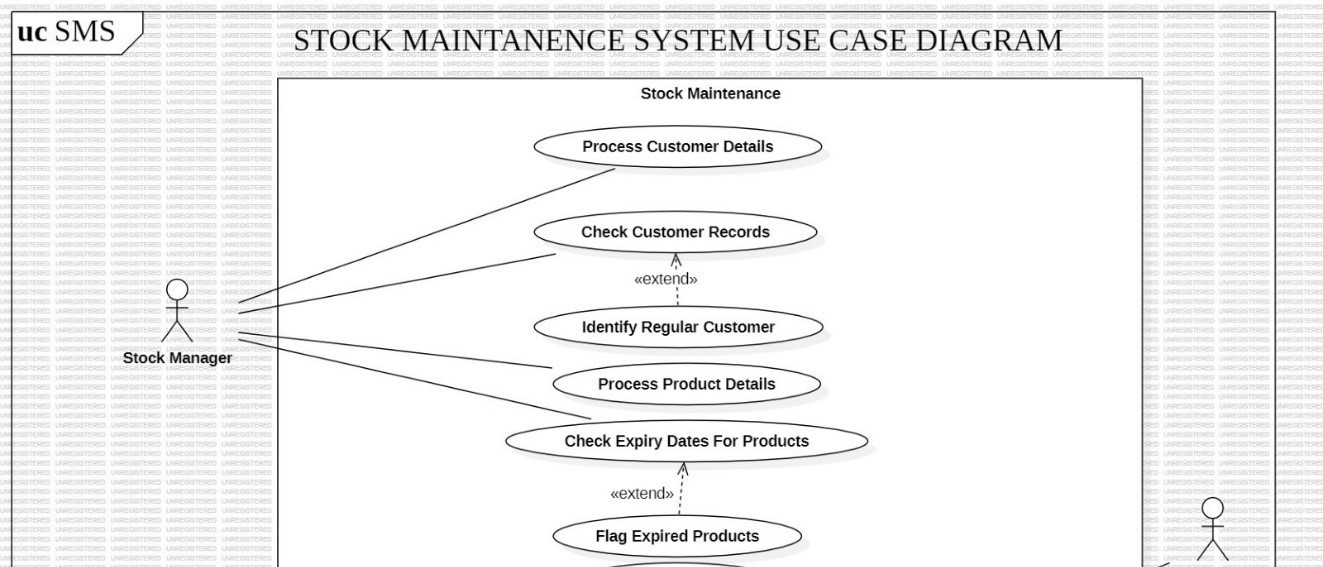 uc SMS
STOCK MAINTANENCE SYSTEM USE CASE DIAGRAM
Stock Maintenance
Process Customer Details
Check Customer Records
«extend»
Identify Regular Customer
Stock Manager
Process Product Details
Check Expiry Dates For Products
«extend»
Flag Expired Products
UNREGISTERED